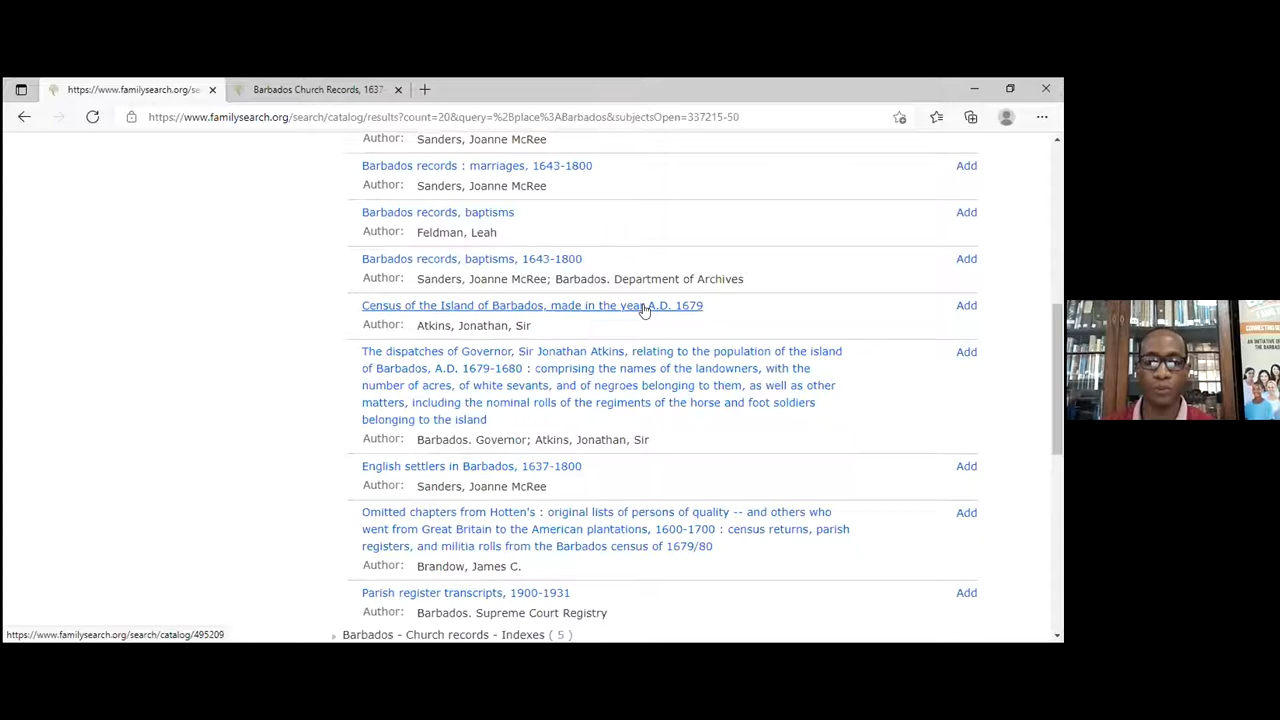 https://www.familysearch.org/se
Barbados Church Records, 1637
https://www.familysearch.org/search/catalog/results?count=20&query=%2Bplace%3ABarbados&subjectsOpen=337215-50
Author: Sanders, Joanne McRee
Barbados records : marriages, 1643-1800 Add
Author: Sanders, Joanne McRee
Barbados records, baptisms Add
Author: Feldman, Leah
Barbados records, baptisms, 1643-1800 Add
Author: Sanders, Joanne McRee; Barbados. Department of Archives
Census of the Island of Barbados, made in the year A.D. 1679 Add
Author: Atkins, Jonathan, Sir
The dispatches of Governor, Sir Jonathan Atkins, relating to the population of the island Add
of Barbados, A.D. 1679-1680 : comprising the names of the landowners, with the
number of acres, of white sevants, and of negroes belonging to them, as well as other
matters, including the nominal rolls of the regiments of the horse and foot soldiers
belonging to the island
Author: Barbados. Governor; Atkins, Jonathan, Sir
English settlers in Barbados, 1637-1800 Add
Author: Sanders, Joanne McRee
Omitted chapters from Hotten's : original lists of persons of quality -- and others who Add
went from Great Britain to the American plantations, 1600-1700 : census returns, parish
registers, and militia rolls from the Barbados census of 1679/80
Author: Brandow, James C.
Parish register transcripts, 1900-1931 Add
Author: Barbados. Supreme Court Registry
Barbados - Church records - Indexes ( 5 )
https://www.familysearch.org/search/catalog/495209
CONNECTING
AN INITIATIVE
THE BARBAD